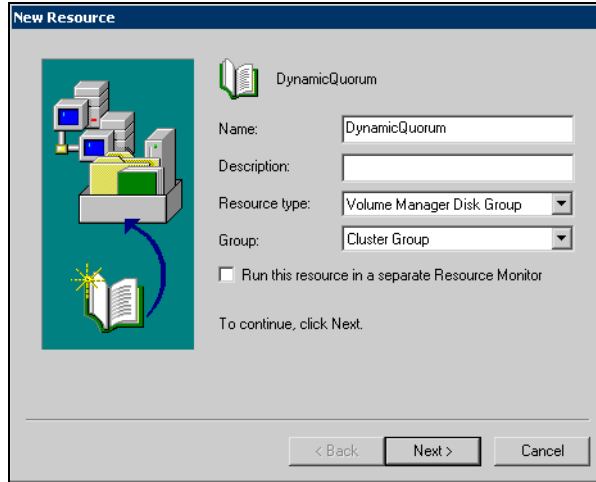 New Resource
DynamicQuorum
Name: DynamicQuorum
Description:
Resource type: Volume Manager Disk Group
Group: Cluster Group
Run this resource in a separate Resource Monitor
To continue, click Next.
< Back Next > Cancel